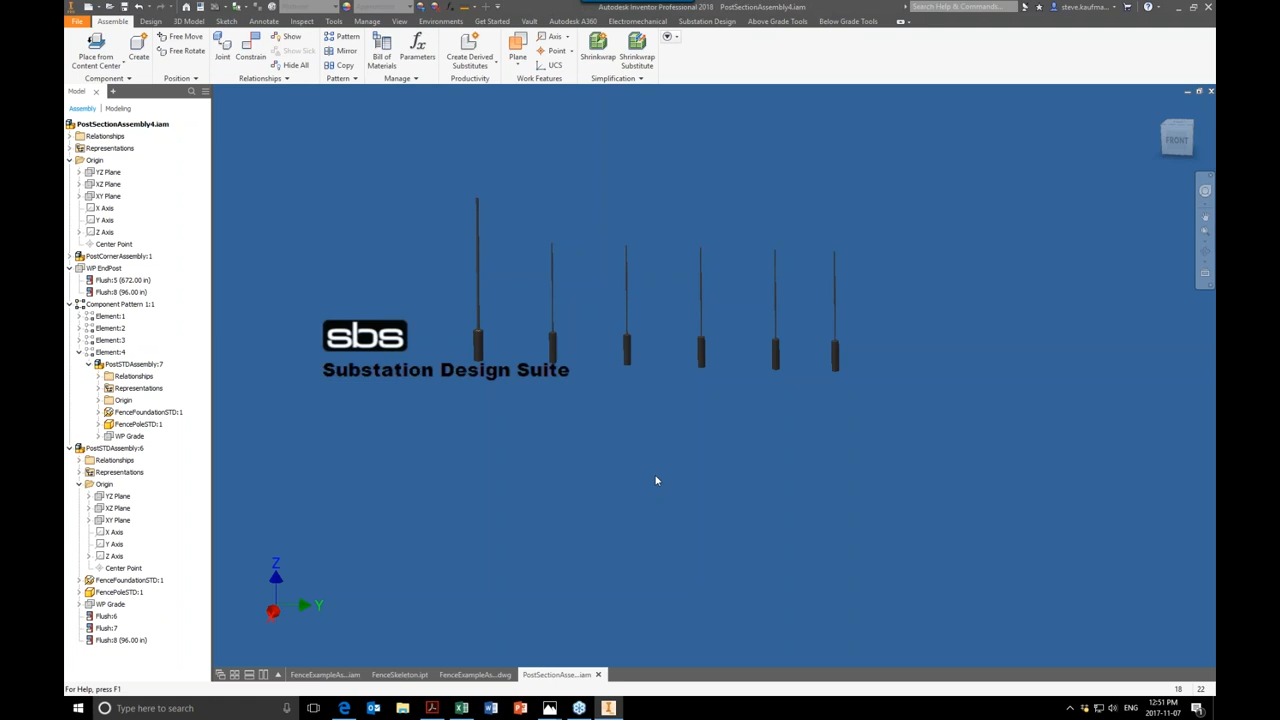 Autodesk Inventor Professional 2018 PostSectionAssembly4.iam
Search Help & Commands...
steve.kaufma...
File Assemble Design 3D Model Sketch Annotate Inspect Tools Manage View Environments Get Started Vault Autodesk A360 Electromechanical Substation Design Above Grade Tools Below Grade Tools
Place from Content Center
Create
Free Move
Free Rotate
Joint
Constrain
Show
Show Sick
Hide All
Pattern
Mirror
Copy
Bill of Materials
Parameters
Create Derived Substitutes
Plane
Axis
Point
UCS
Shrinkwrap
Shrinkwrap Substitute
Component Position Relationships Pattern Manage Productivity Work Features Simplification
Model
Assembly Modeling
PostSectionAssembly4.iam
Relationships
Representations
Origin
YZ Plane
XZ Plane
XY Plane
X Axis
Y Axis
Z Axis
Center Point
PostCornerAssembly:1
WP EndPost
Flush:5 (672.00 in)
Flush:8 (96.00 in)
Component Pattern 1:1
Element:1
Element:2
Element:3
Element:4
PostSTDAssembly:7
Relationships
Representations
Origin
FenceFoundationSTD:1
FencePoleSTD:1
WP Grade
PostSTDAssembly:6
Relationships
Representations
Origin
YZ Plane
XZ Plane
XY Plane
X Axis
Y Axis
Z Axis
Center Point
FenceFoundationSTD:1
FencePoleSTD:1
WP Grade
Flush:6
Flush:7
Flush:8 (96.00 in)
FRONT
sbs
Substation Design Suite
Z
Y
FenceExampleAs...iam FenceSkeleton.ipt FenceExampleAs...dwg PostSectionAsse...iam
For Help, press F1
18 22
Type here to search
ENG
12:51 PM
2017-11-07